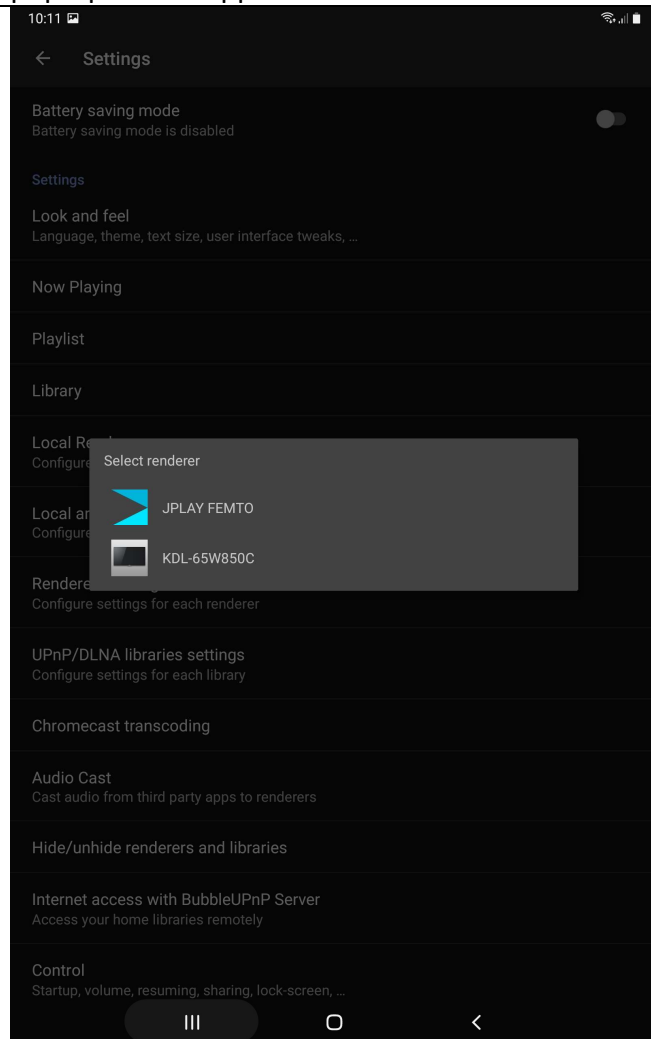 10:11
Settings
Battery saving mode
Battery saving mode is disabled
Settings
Look and feel
Language, theme, text size, user interface tweaks, ...
Now Playing
Playlist
Library
Local Re
Configure
Select renderer
JPLAY FEMTO
Local an
Configure
KDL-65W850C
Rendere
Configure settings for each renderer
UPnP/DLNA libraries settings
Configure settings for each library
Chromecast transcoding
Audio Cast
Cast audio from third party apps to renderers
Hide/unhide renderers and libraries
Internet access with BubbleUPnP Server
Access your home libraries remotely
Control
Startup, volume, resuming, sharing, lock-screen, ...